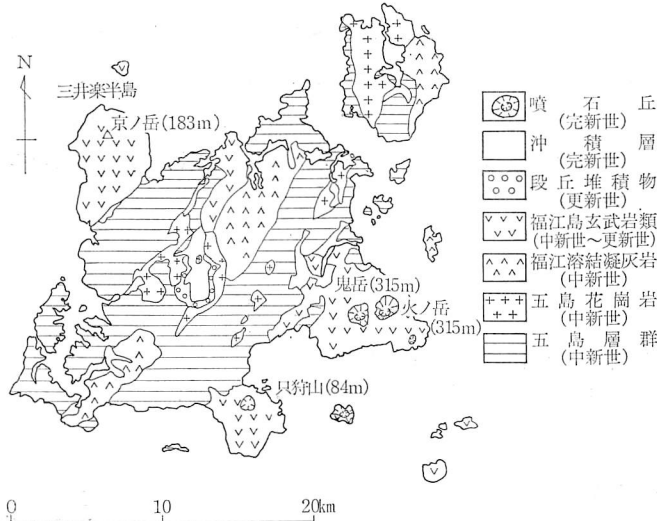 N
三井楽半島
京ノ岳(183m)
鬼岳(315m)
火ノ岳
(315m)
只狩山(84m)
0 10 20km
噴石丘
(完新世)
沖積層
(完新世)
段丘堆積物
(更新世)
福江島玄武岩類
(中新世〜更新世)
福江溶結凝灰岩
(中新世)
五島花崗岩
(中新世)
五島層群
(中新世)